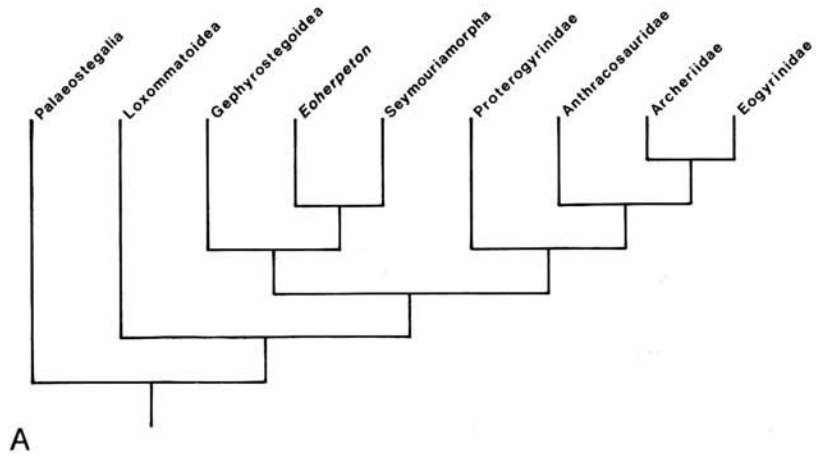 Palaeostegalia
Loxommatoidea
Gephyrostegoidea
Eoherpeton
Seymouriamorpha
Proterogyrinidae
Anthracosauridae
Archeriidae
Eogyrinidae
A